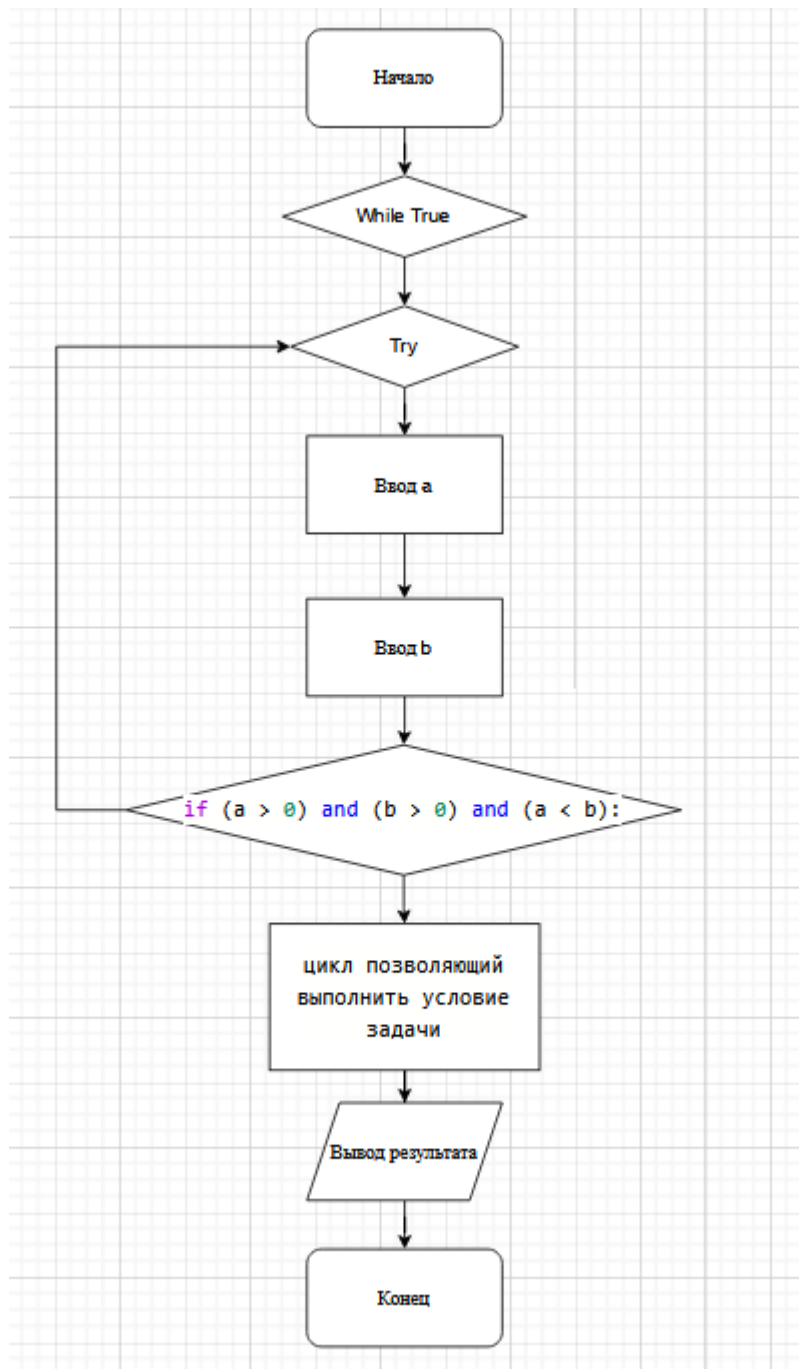 Начало
While True
Try
Ввод a
Ввод b
if (a > 0) and (b > 0) and (a < b):
цикл позволяющий
выполнить условие
задачи
Вывод результата
Конец